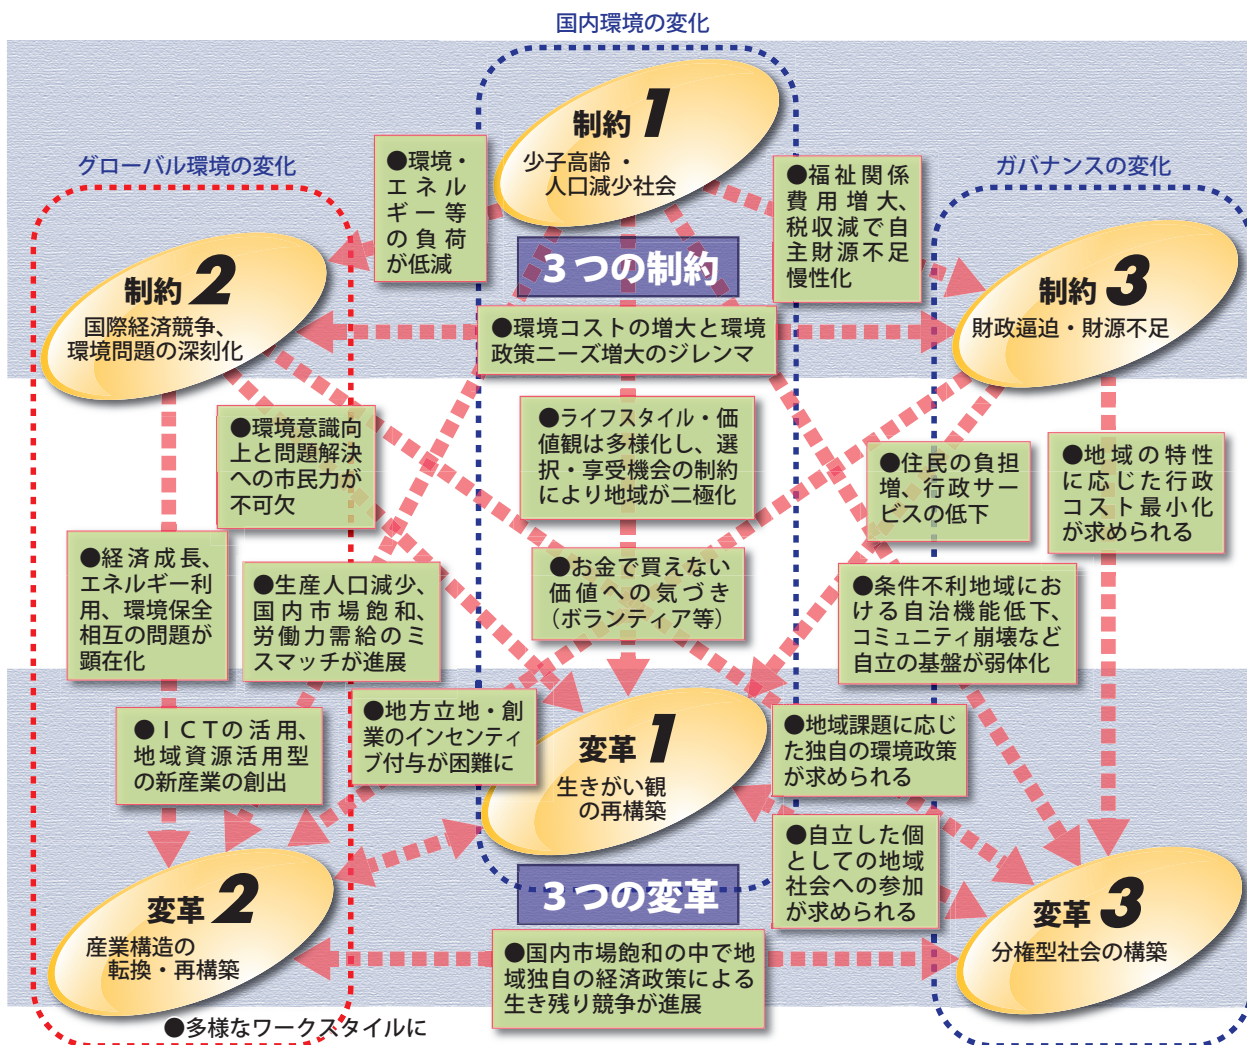 国内環境の変化
制約 1
少子高齢・
人口減少社会
グローバル環境の変化
ガバナンスの変化
●環境・
エネル
ギー等
の負荷
が低減
●福祉関係
費用増大、
税収減で自
主財源不足
慢性化
3つの制約
制約 2
国際経済競争、
環境問題の深刻化
制約 3
財政逼迫・財源不足
●環境コストの増大と環境
政策ニーズ増大のジレンマ
●環境意識向
上と問題解決
への市民力が
不可欠
●ライフスタイル・価
値観は多様化し、選
択・享受機会の制約
により地域が二極化
●住民の負担
増、行政サー
ビスの低下
●地域の特性
に応じた行政
コスト最小化
が求められる
●経済成長、
エネルギー利
用、環境保全
相互の問題が
顕在化
●生産人口減少、
国内市場飽和、
労働力需給のミ
スマッチが進展
●お金で買えない
価値への気づき
(ボランティア等)
●条件不利地域にお
ける自治機能低下、
コミュニティ崩壊など
自立の基盤が弱体化
●ICTの活用、
地域資源活用型
の新産業の創出
●地方立地・創
業のインセンティ
ブ付与が困難に
変革 1
生きがい観
の再構築
●地域課題に応じ
た独自の環境政策
が求められる
●自立した個
としての地域
社会への参加
が求められる
3つの変革
変革 2
産業構造の
転換・再構築
変革 3
分権型社会の構築
●国内市場飽和の中で地
域独自の経済政策による
生き残り競争が進展
●多様なワークスタイルに